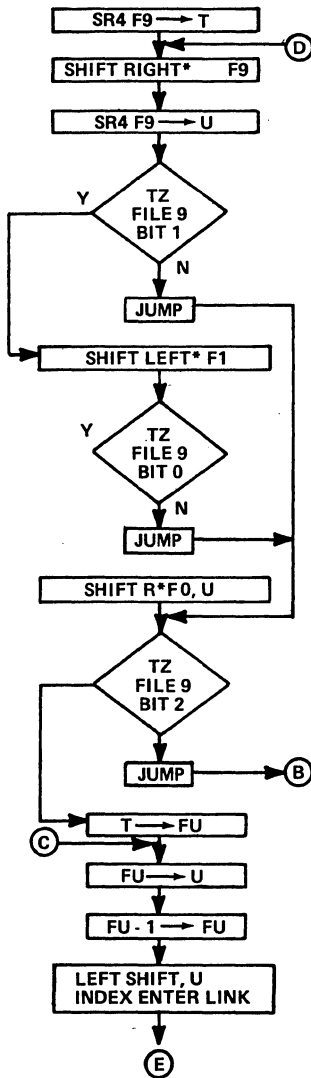 SR4 F9 → T
D
SHIFT RIGHT* F9
SR4 F9 → U
Y
TZ
FILE 9
BIT 1
N
JUMP
SHIFT LEFT* F1
Y
TZ
FILE 9
BIT 0
N
JUMP
SHIFT R*F0, U
TZ
FILE 9
BIT 2
JUMP
B
T → FU
C
FU → U
FU - 1 → FU
LEFT SHIFT, U
INDEX ENTER LINK
E